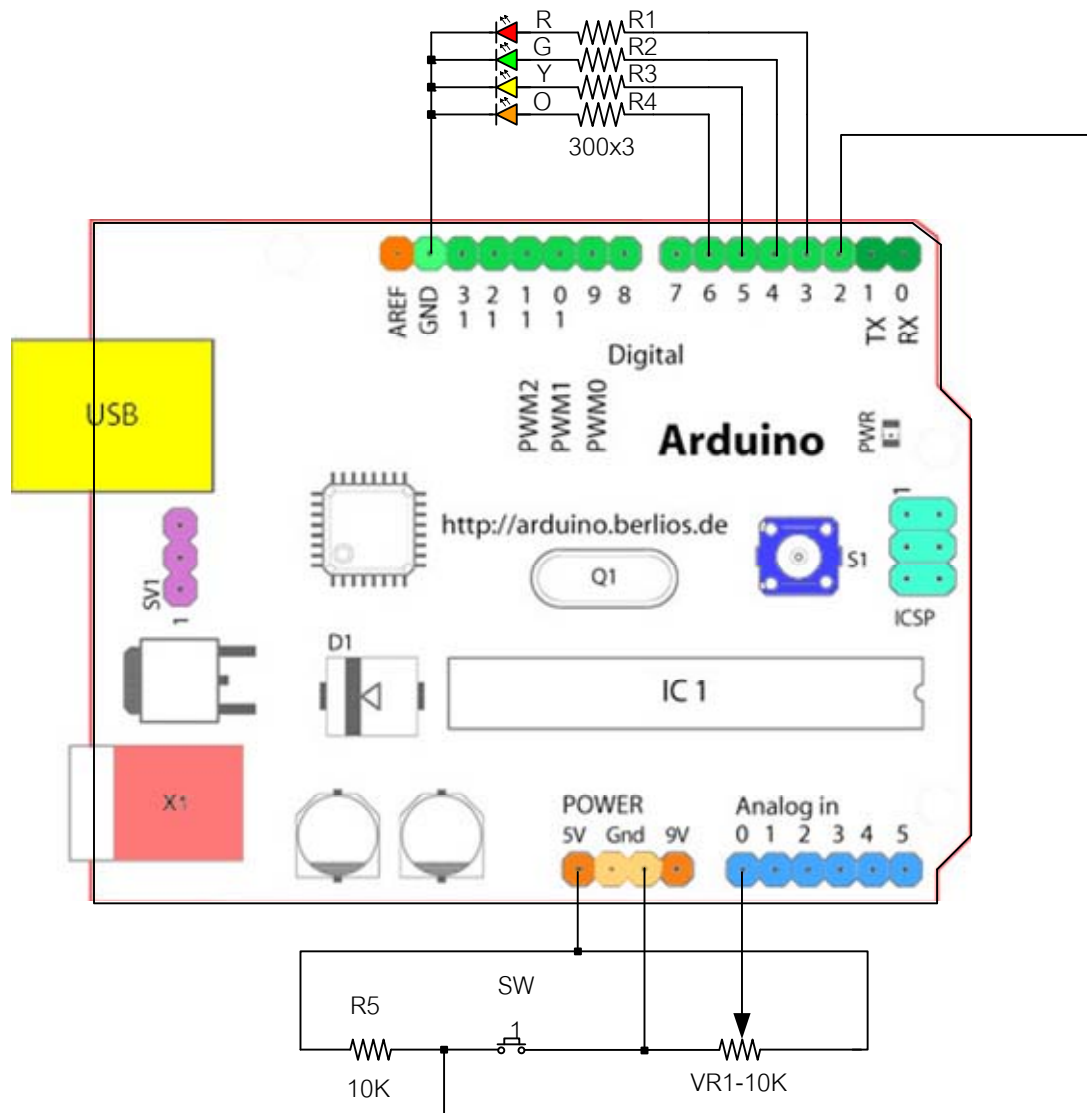 R R1
G R2
Y R3
O R4
300x3
AREF
GND
31
21
11
01
9
8
7
6
5
4
3
2
1
0
TX
RX
Digital
PWM2
PWM1
PWM0
Arduino
PWR
USB
http://arduino.berlios.de
1
S1
Q1
SV1
1
ICSP
D1
IC 1
X1
POWER
5V Gnd 9V
Analog in
0 1 2 3 4 5
SW
R5
1
10K
VR1-10K